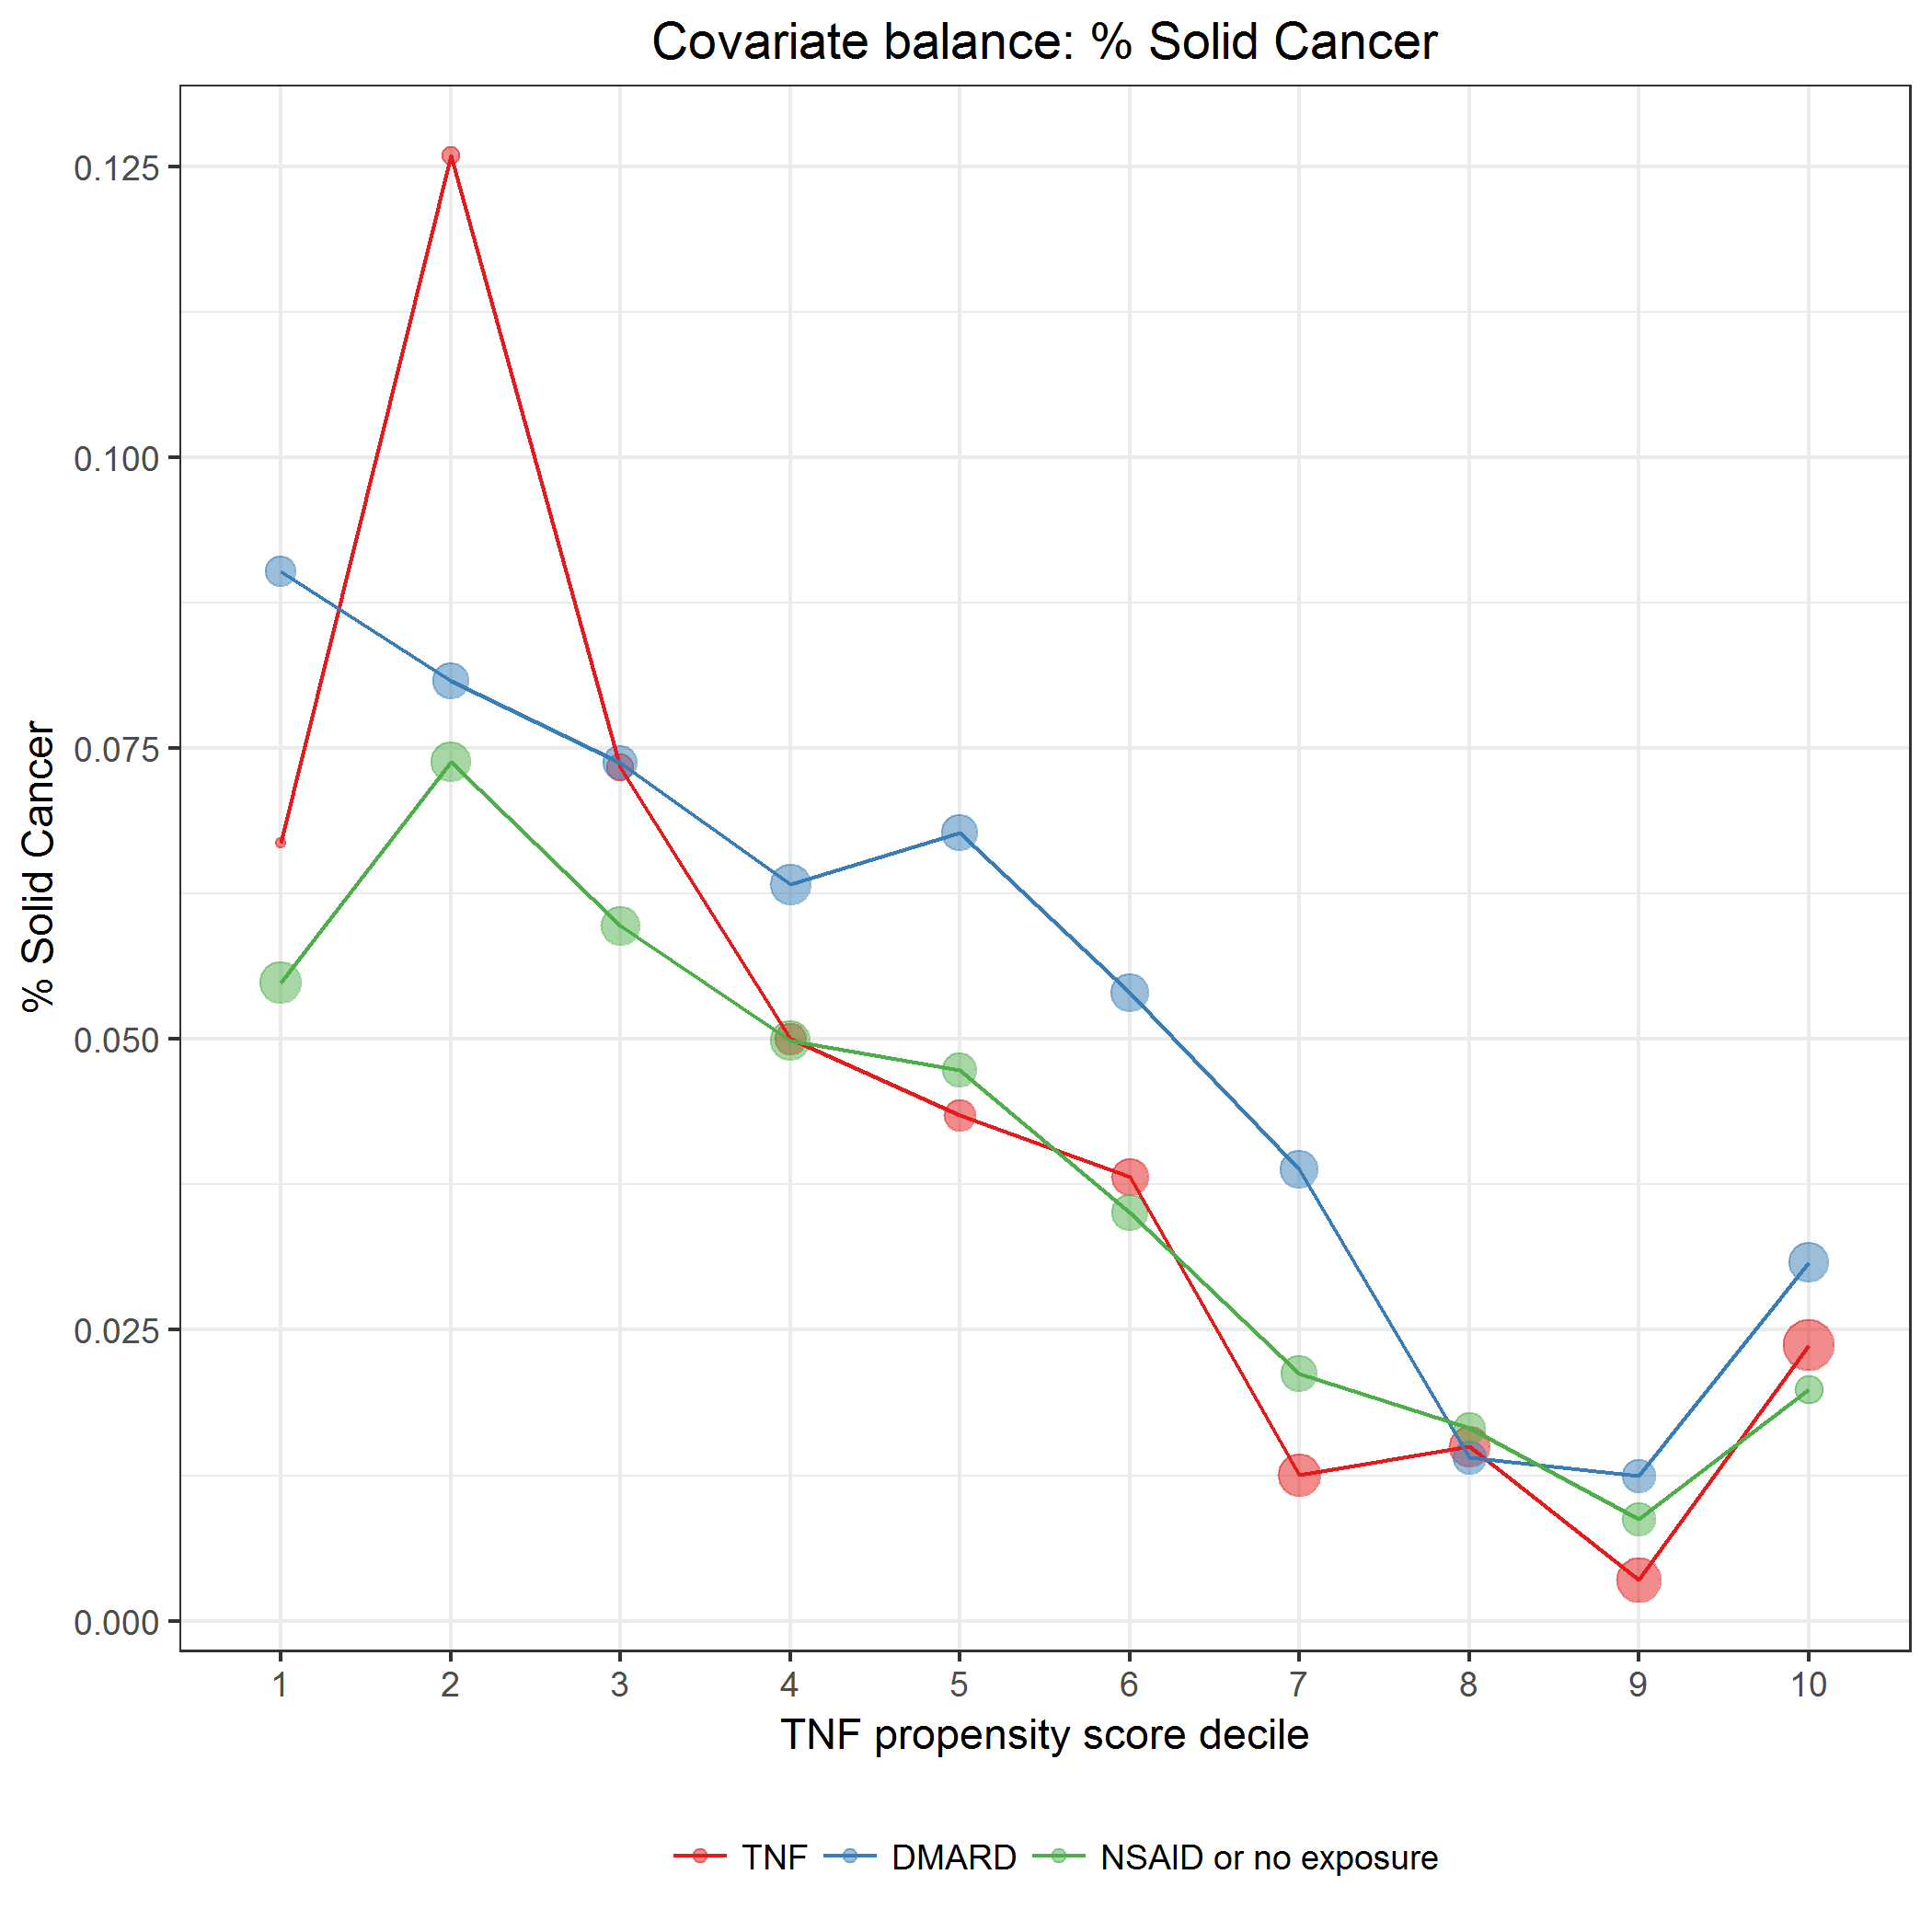 Covariate balance: % Solid Cancer
% Solid Cancer
0.125
0.100
0.075
0.050
0.025
0.000
1 2 3 4 5 6 7 8 9 10
TNF propensity score decile
TNF DMARD NSAID or no exposure